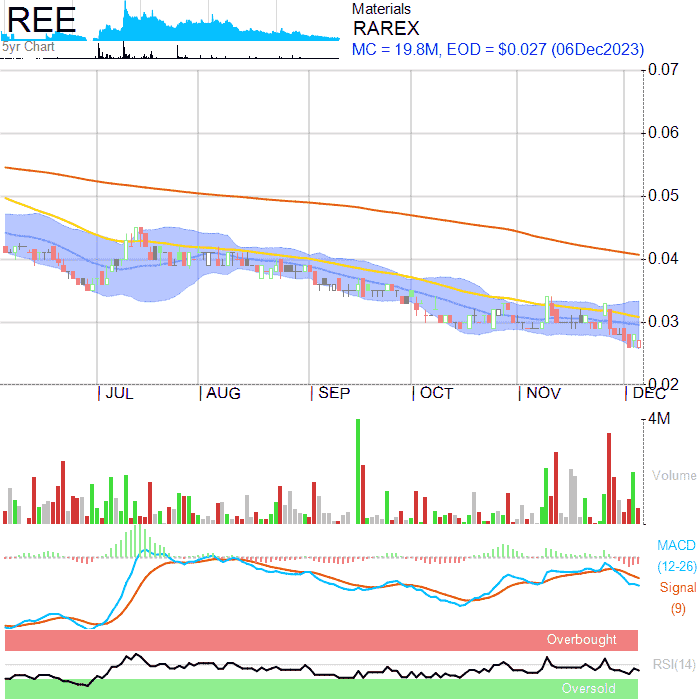 REE
5yr Chart
Materials
RAREX
MC = 19.8M, EOD = $0.027 (06Dec2023)
0.07
0.06
0.05
0.04
0.03
0.02
JUL AUG SEP OCT NOV DEC
4M
Volume
MACD
(12-26)
Signal
(9)
Overbought
RSI(14)
Oversold